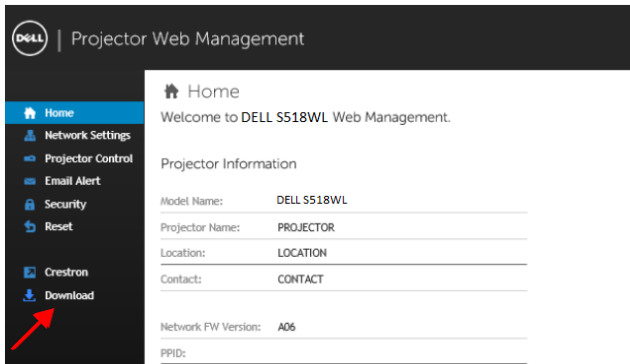 DELL | Projector Web Management
Home
Welcome to DELL S518WL Web Management.
Home
Network Settings
Projector Control
Email Alert
Security
Reset
Crestron
Download
Projector Information
Model Name: DELL S518WL
Projector Name: PROJECTOR
Location: LOCATION
Contact: CONTACT
Network FW Version: A06
PPID: